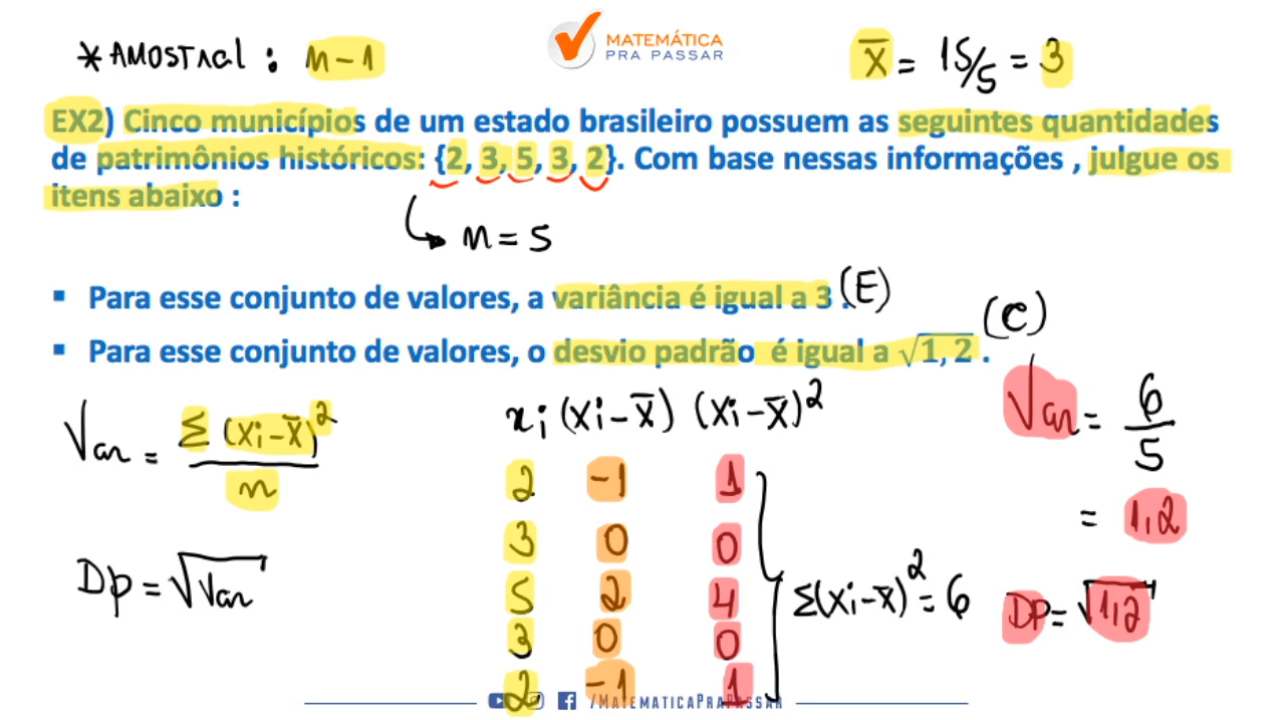 *AMOSTRAL : n-1
MATEMÁTICA
PRA PASSAR
X̄ = 15/5 = 3
EX2) Cinco municípios de um estado brasileiro possuem as seguintes quantidades
de patrimônios históricos: {2, 3, 5, 3, 2}. Com base nessas informações , julgue os
itens abaixo :
n = 5
▪ Para esse conjunto de valores, a variância é igual a 3 . (E)
▪ Para esse conjunto de valores, o desvio padrão é igual a √1,2 . (C)
Var = Σ (Xi-X̄)² / n
xi (Xi-X̄) (Xi-X̄)²
2 -1 1
3 0 0
5 2 4
3 0 0
2 -1 1
Σ(Xi-X̄)² = 6
Var = 6/5
= 1,2
Dp = √Var
DP = √1,2
/MATEMATICAPRAPASSAR